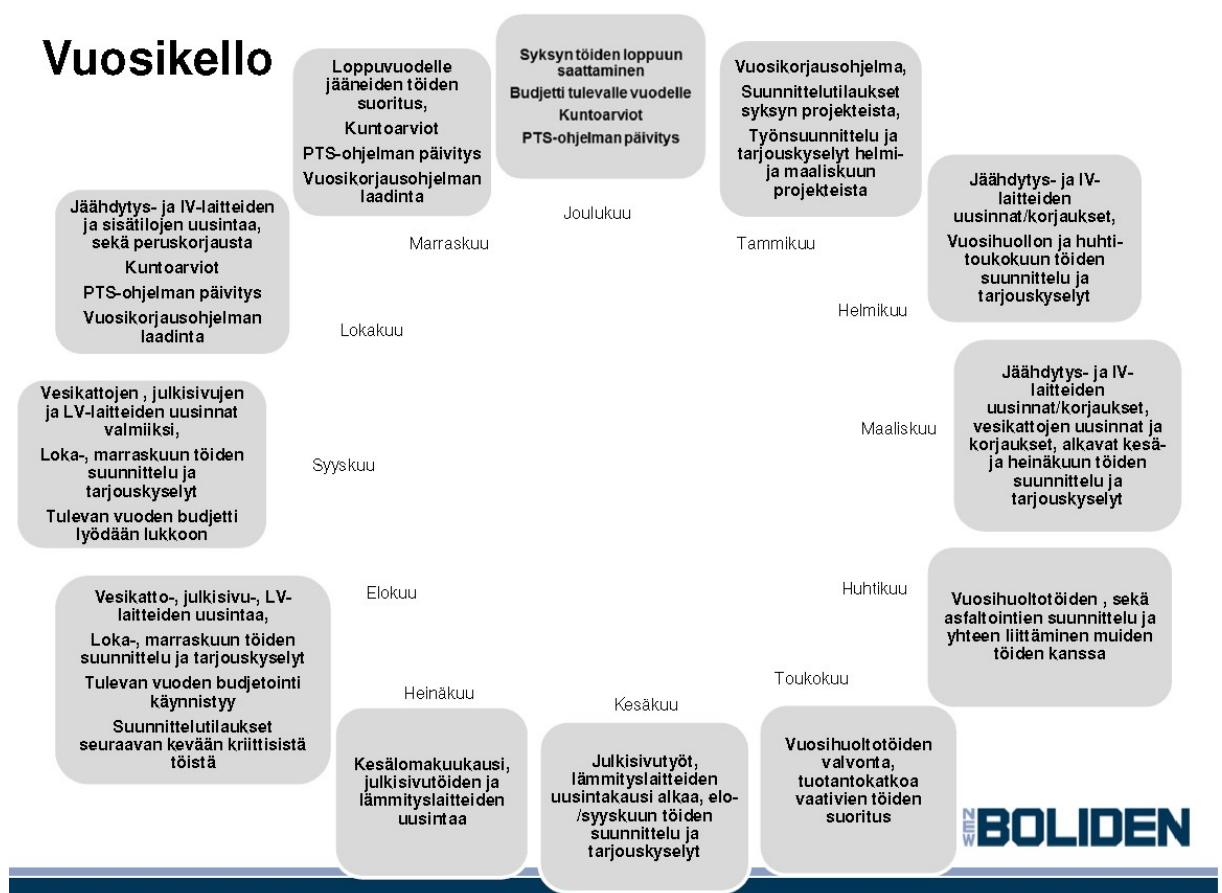 Vuosikello
Syksyn töiden loppuun
saattaminen
Budjetti tulevalle vuodelle
Kuntoarviot
PTS-ohjelman päivitys
Joulukuu
Vuosikorjausohjelma,
Suunnittelutilaukset
syksyn projekteista,
Työnsuunnittelu ja
tarjouskyselyt helmi-
ja maaliskuun
projekteista
Tammikuu
Jäähdytys- ja IV-
laitteiden
uusinnat/korjaukset,
Vuosihuollon ja huhti-
toukokuun töiden
suunnittelu ja
tarjouskyselyt
Helmikuu
Jäähdytys- ja IV-
laitteiden
uusinnat/korjaukset,
vesikattojen uusinnat ja
korjaukset, alkavat kesä-
ja heinäkuun töiden
suunnittelu ja
tarjouskyselyt
Maaliskuu
Vuosihuoltotöiden , sekä
asfaltointien suunnittelu ja
yhteen liittäminen muiden
töiden kanssa
Huhtikuu
Vuosihuoltotöiden
valvonta,
tuotantokatkoa
vaativien töiden
suoritus
Toukokuu
Julkisivutyöt,
lämmityslaitteiden
uusintakausi alkaa, elo-
/syyskuun töiden
suunnittelu ja
tarjouskyselyt
Kesäkuu
Kesälomakuukausi,
julkisivutöiden ja
lämmityslaitteiden
uusintaa
Heinäkuu
Vesikatto-, julkisivu-, LV-
laitteiden uusintaa,
Loka-, marraskuun töiden
suunnittelu ja tarjouskyselyt
Tulevan vuoden budjetointi
käynnistyy
Suunnittelutilaukset
seuraavan kevään kriittisistä
töistä
Elokuu
Vesikattojen , julkisivujen
ja LV-laitteiden uusinnat
valmiiksi,
Loka-, marraskuun töiden
suunnittelu ja
tarjouskyselyt
Tulevan vuoden budjetti
lyödään lukkoon
Syyskuu
Jäähdytys- ja IV-laitteiden
ja sisätilojen uusintaa,
sekä peruskorjausta
Kuntoarviot
PTS-ohjelman päivitys
Vuosikorjausohjelman
laadinta
Lokakuu
Loppuvuodelle
jääneiden töiden
suoritus,
Kuntoarviot
PTS-ohjelman päivitys
Vuosikorjausohjelman
laadinta
Marraskuu
NEW BOLIDEN